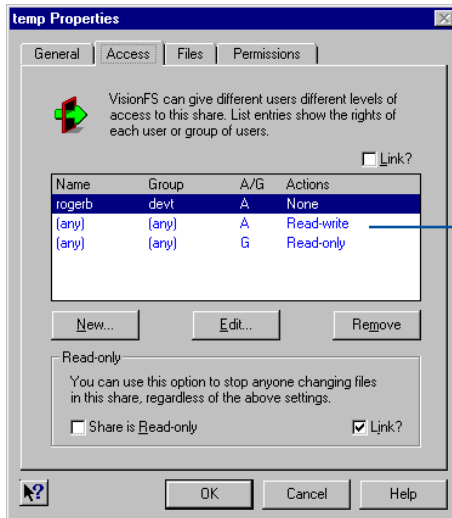 temp Properties
General Access Files Permissions
VisionFS can give different users different levels of
access to this share. List entries show the rights of
each user or group of users.
Link?
Name Group A/G Actions
rogerb devt A None
(any) (any) A Read-write
(any) (any) G Read-only
New... Edit... Remove
Read-only
You can use this option to stop anyone changing files
in this share, regardless of the above settings.
Share is Read-only Link?
OK Cancel Help